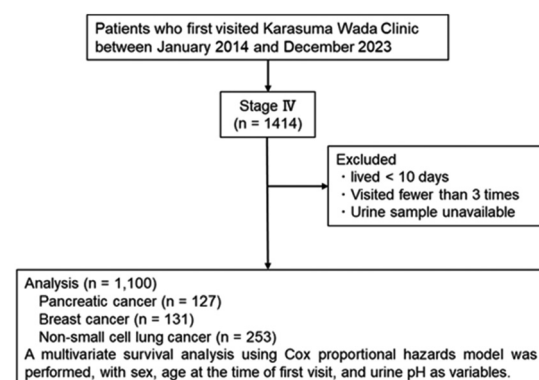 Patients who first visited Karasuma Wada Clinic
between January 2014 and December 2023
Stage Ⅳ
(n = 1414)
Excluded
・lived < 10 days
・Visited fewer than 3 times
・Urine sample unavailable
Analysis (n = 1,100)
Pancreatic cancer (n = 127)
Breast cancer (n = 131)
Non-small cell lung cancer (n = 253)
A multivariate survival analysis using Cox proportional hazards model was
performed, with sex, age at the time of first visit, and urine pH as variables.